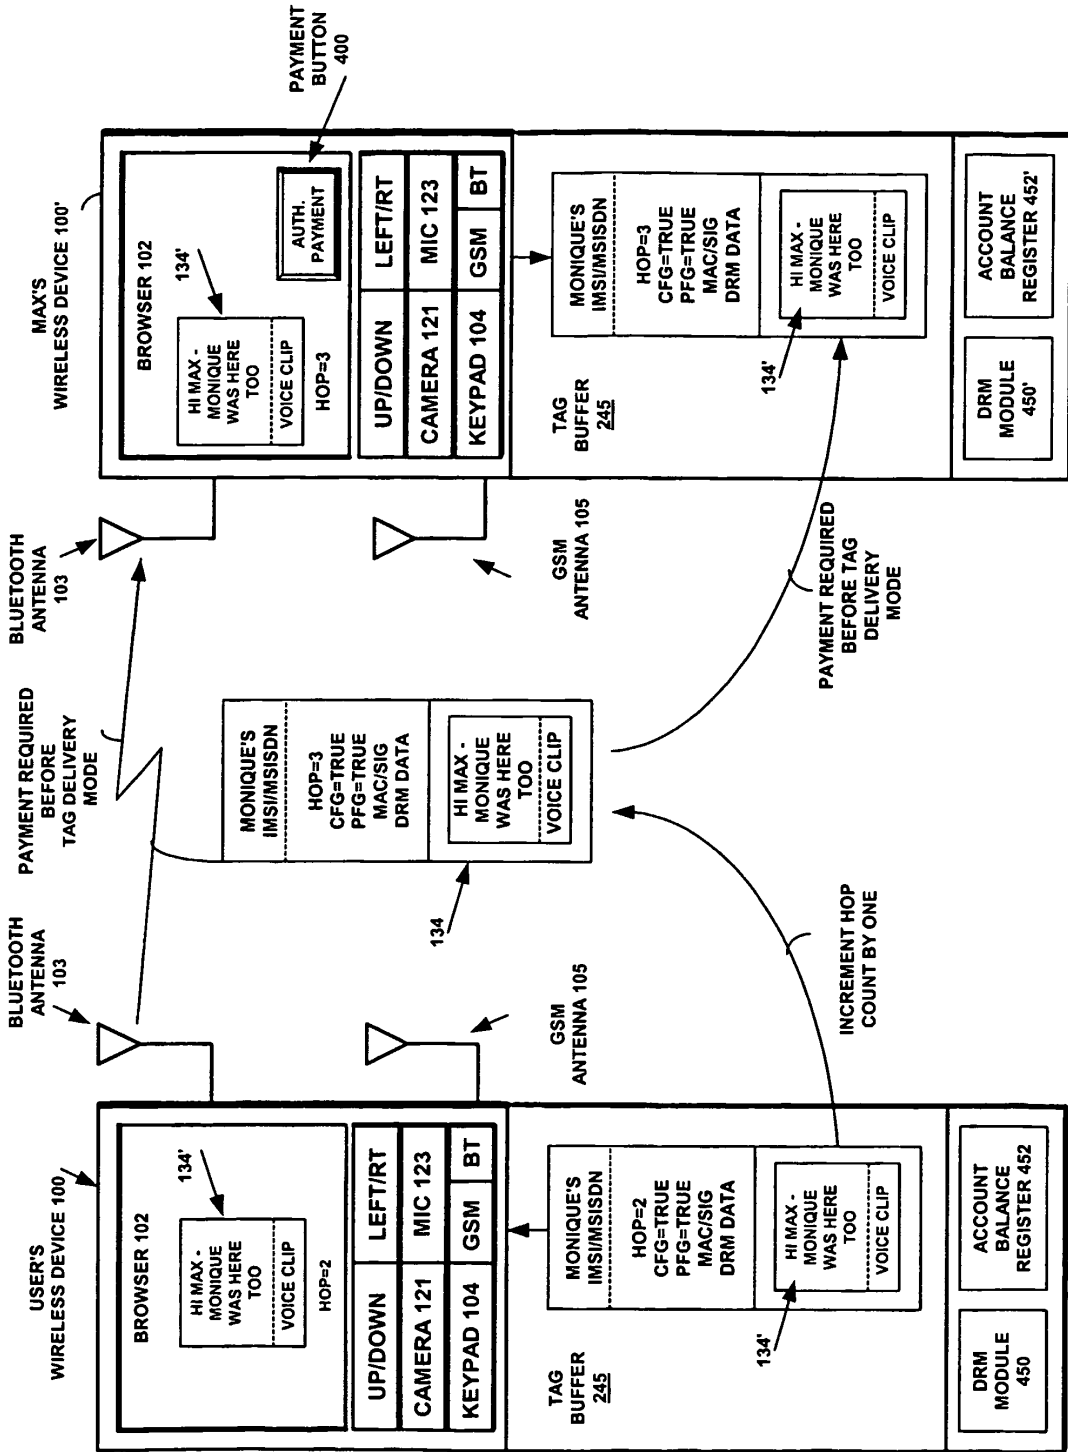 USER'S
WIRELESS DEVICE 100
BROWSER 102
134'
HI MAX -
MONIQUE
WAS HERE
TOO
VOICE CLIP
HOP=2
UP/DOWN
LEFT/RT
CAMERA 121
MIC 123
KEYPAD 104
GSM
BT
TAG
BUFFER
245
MONIQUE'S
IMSI/MSISDN
HOP=2
CFG=TRUE
PFG=TRUE
MAC/SIG
DRM DATA
134'
HI MAX -
MONIQUE
WAS HERE
TOO
VOICE CLIP
DRM
MODULE
450
ACCOUNT
BALANCE
REGISTER 452
BLUETOOTH
ANTENNA
103
GSM
ANTENNA 105
INCREMENT HOP
COUNT BY ONE
PAYMENT REQUIRED
BEFORE
TAG DELIVERY
MODE
MONIQUE'S
IMSI/MSISDN
HOP=3
CFG=TRUE
PFG=TRUE
MAC/SIG
DRM DATA
134
HI MAX -
MONIQUE
WAS HERE
TOO
VOICE CLIP
BLUETOOTH
ANTENNA
103
GSM
ANTENNA 105
PAYMENT REQUIRED
BEFORE TAG
DELIVERY
MODE
MAX'S
WIRELESS DEVICE 100'
BROWSER 102
134'
HI MAX -
MONIQUE
WAS HERE
TOO
VOICE CLIP
HOP=3
AUTH.
PAYMENT
PAYMENT
BUTTON
400
UP/DOWN
LEFT/RT
CAMERA 121
MIC 123
KEYPAD 104
GSM
BT
TAG
BUFFER
245
MONIQUE'S
IMSI/MSISDN
HOP=3
CFG=TRUE
PFG=TRUE
MAC/SIG
DRM DATA
134'
HI MAX -
MONIQUE
WAS HERE
TOO
VOICE CLIP
DRM
MODULE
450'
ACCOUNT
BALANCE
REGISTER 452'